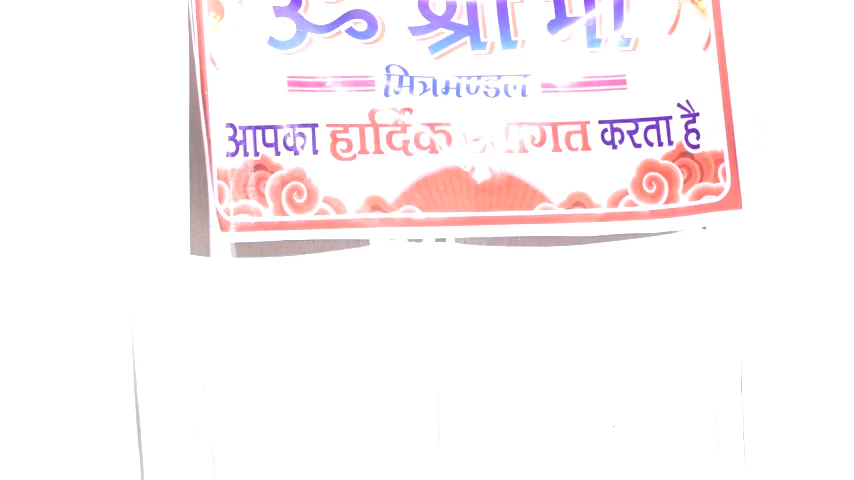 ॐ श्री माँ
मित्रमण्डल
आपका हार्दिक स्वागत करता है